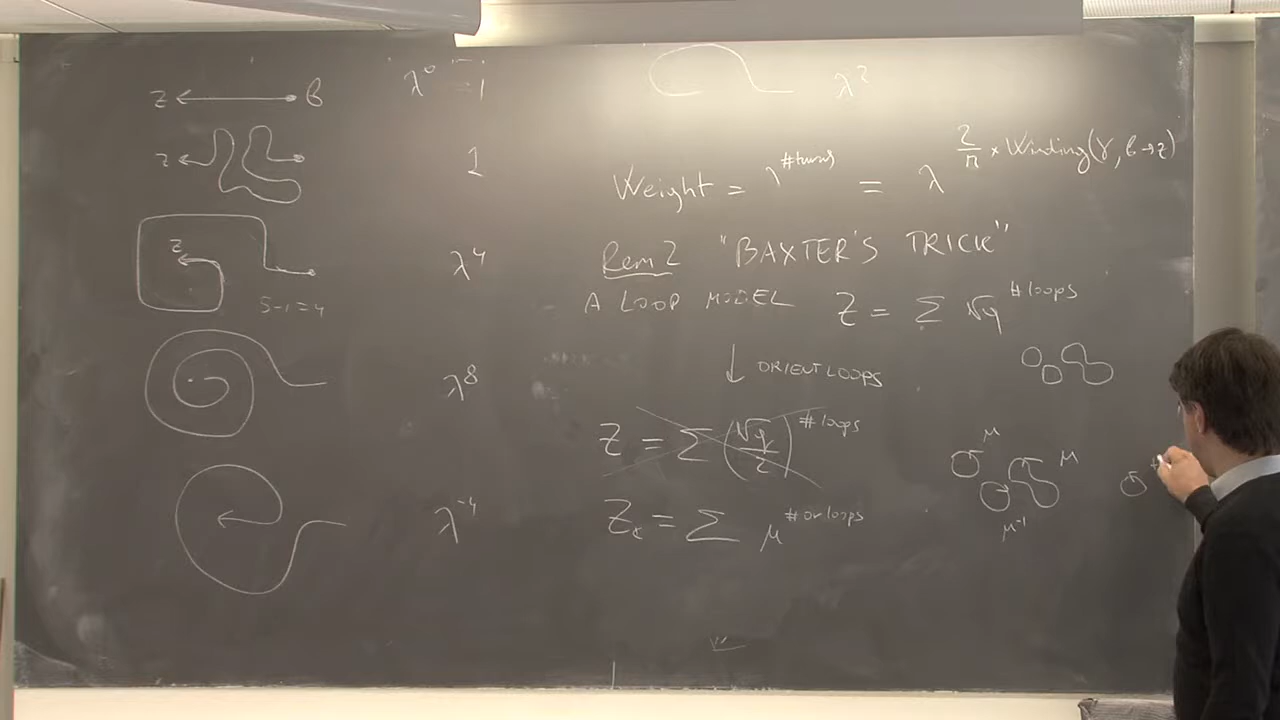 z b λ⁰ = 1
z 1
z λ⁴
5-1=4
λ⁸
λ⁻⁴
λ²
Weight = λ^{#turns} = λ^{2/π × Winding(γ, b→z)}
Rem 2 "BAXTER'S TRICK"
A LOOP MODEL Z = Σ √q^{#loops}
↓ ORIENT LOOPS
Z = Σ (√q/2)^{#loops}
μ μ
μ⁻¹
= Σ μ^{#or loops}